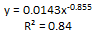 y = 0.0143x^-0.855
R² = 0.84